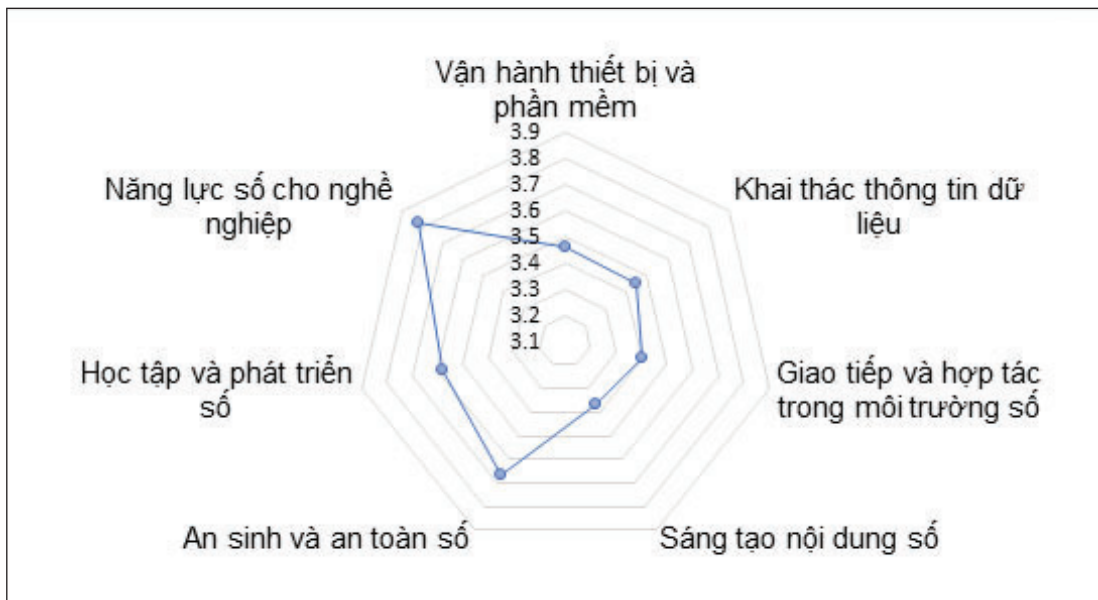 Vận hành thiết bị và
phần mềm
3.9
3.8
3.7
3.6
3.5
3.4
3.3
3.2
3.1
Khai thác thông tin dữ
liệu
Giao tiếp và hợp tác
trong môi trường số
Sáng tạo nội dung số
An sinh và an toàn số
Học tập và phát triển
số
Năng lực số cho nghề
nghiệp